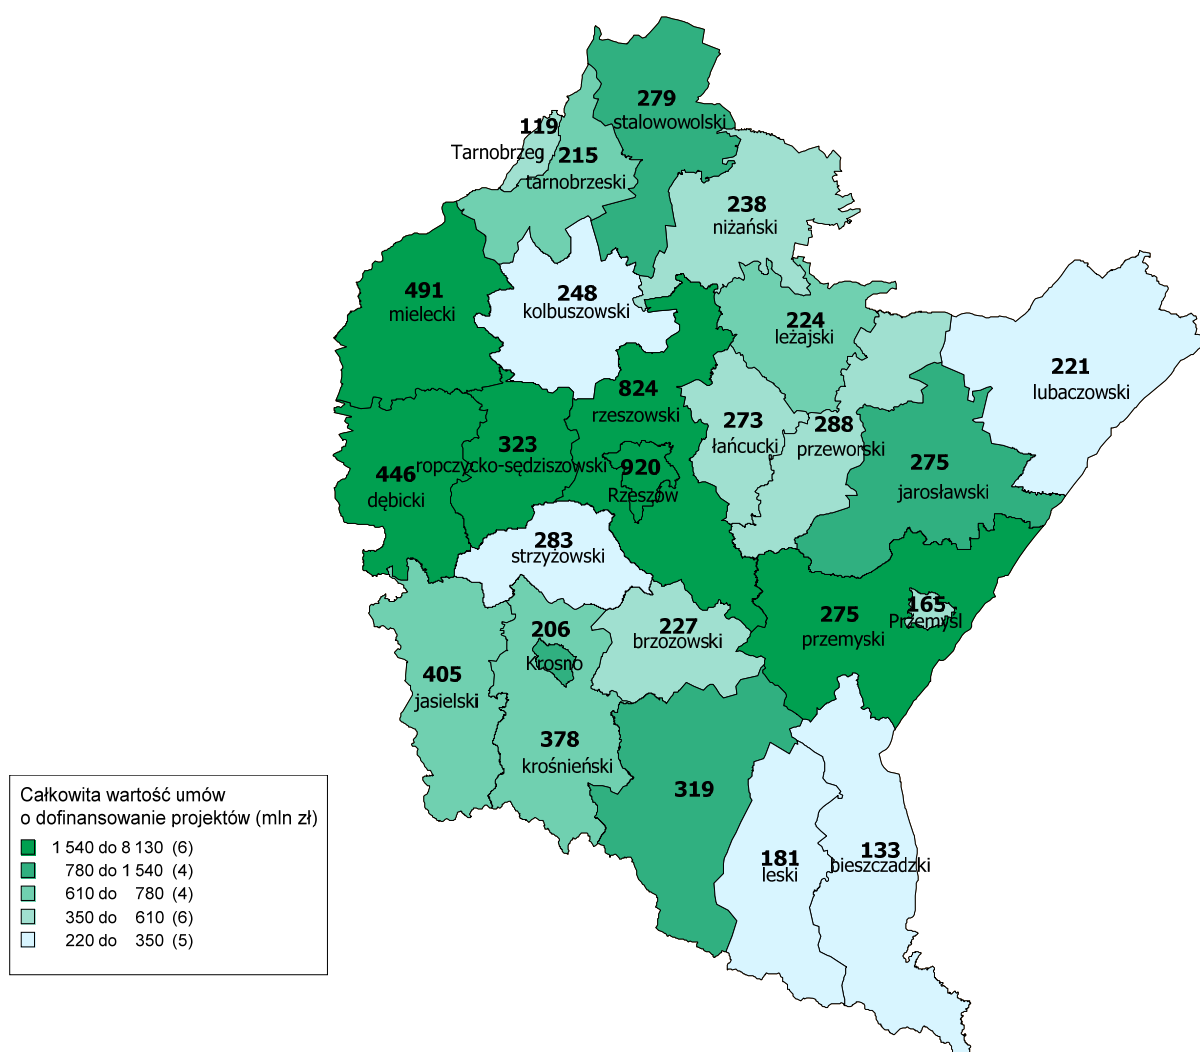 279
stalowowolski
119
Tarnobrzeg
215
tarnobrzeski
238
niżański
491
mielecki
248
kolbuszowski
224
leżajski
221
lubaczowski
824
rzeszowski
273
łańcucki
288
przeworski
323
ropczycko-sędziszowski
446
dębicki
920
Rzeszów
275
jarosławski
283
strzyżowski
275
przemyski
165
Przemyśl
206
Krosno
227
brzozowski
405
jasielski
378
krośnieński
319
181
leski
133
bieszczadzki
Całkowita wartość umów
o dofinansowanie projektów (mln zł)
1 540 do 8 130 (6)
780 do 1 540 (4)
610 do 780 (4)
350 do 610 (6)
220 do 350 (5)